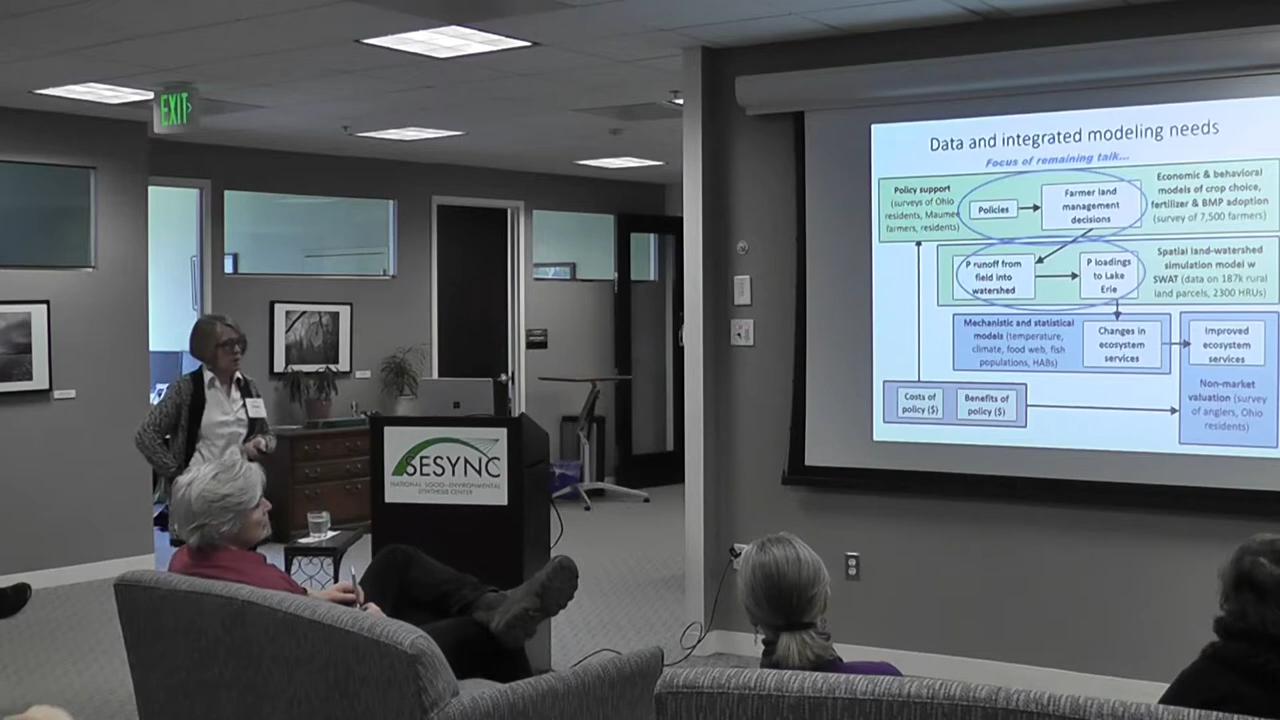 EXIT
Data and integrated modeling needs
Focus of remaining talk...
Policy support
(surveys of Ohio
residents, Maumee
farmers, residents)
Policies
Farmer land
management
decisions
Economic & behavioral
models of crop choice,
fertilizer & BMP adoption
(survey of 7,500 farmers)
P runoff from
field into
watershed
P loadings
to Lake
Erie
Spatial land-watershed
simulation model w
SWAT (data on 187k rural
land parcels, 2300 HRUs)
Mechanistic and statistical
models (temperature,
climate, food web, fish
populations, HABs)
Changes in
ecosystem
services
Improved
ecosystem
services
Non-market
valuation (survey
of anglers, Ohio
residents)
Costs of
policy ($)
Benefits of
policy ($)
SESYNC
NATIONAL SOCIO-ENVIRONMENTAL
SYNTHESIS CENTER